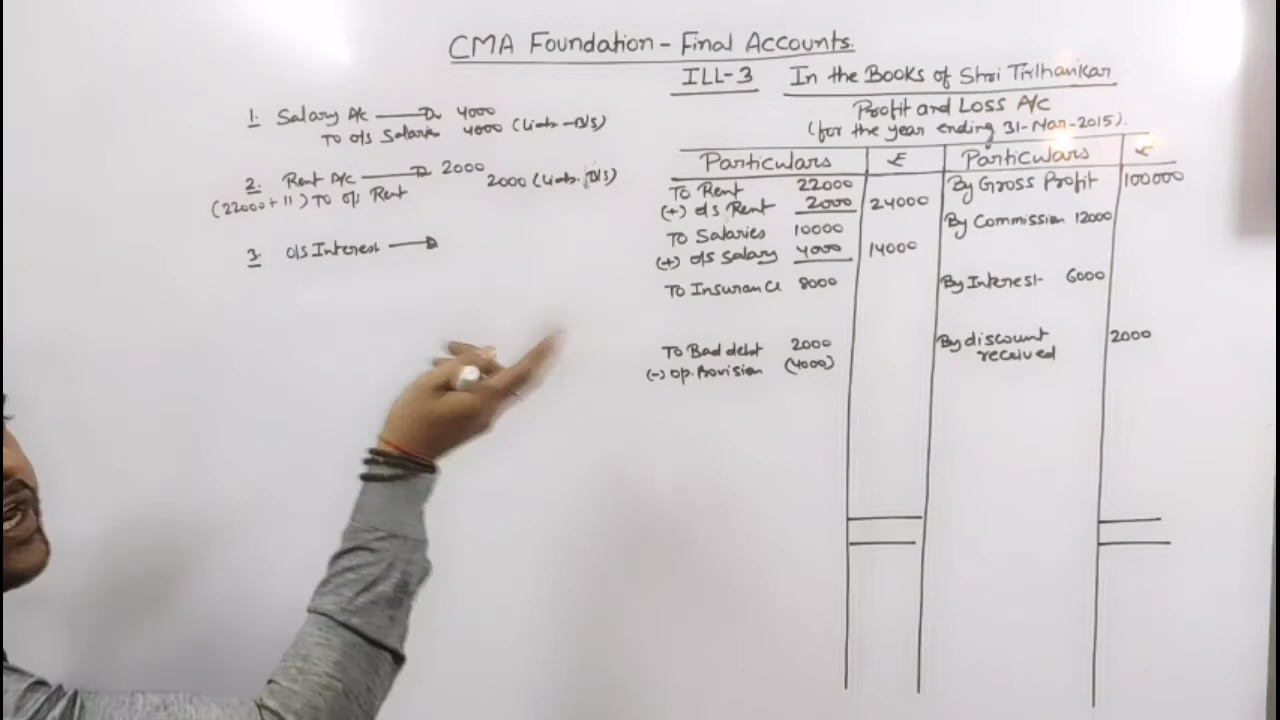 CMA Foundation - Final Accounts.
ILL-3 In the Books of Shri Tirthankar
Profit and Loss A/c
(for the year ending 31-Mar-2015).
1. Salary A/c → Dr 4000
To o/s Salaries 4000 (Liab - B/S)
2. Rent A/c → Dr 2000
(22000 ÷ 11) To o/s Rent 2000 (Liab. B/S)
3. o/s Interest →
Particulars ₹ Particulars ₹
To Rent 22000 By Gross Profit 100000
(+) o/s Rent 2000 24000
To Salaries 10000 By Commission 12000
(+) o/s Salary 4000 14000
To Insurance 8000 By Interest 6000
To Bad debt 2000 By discount 2000
(-) op. Provision (4000) received